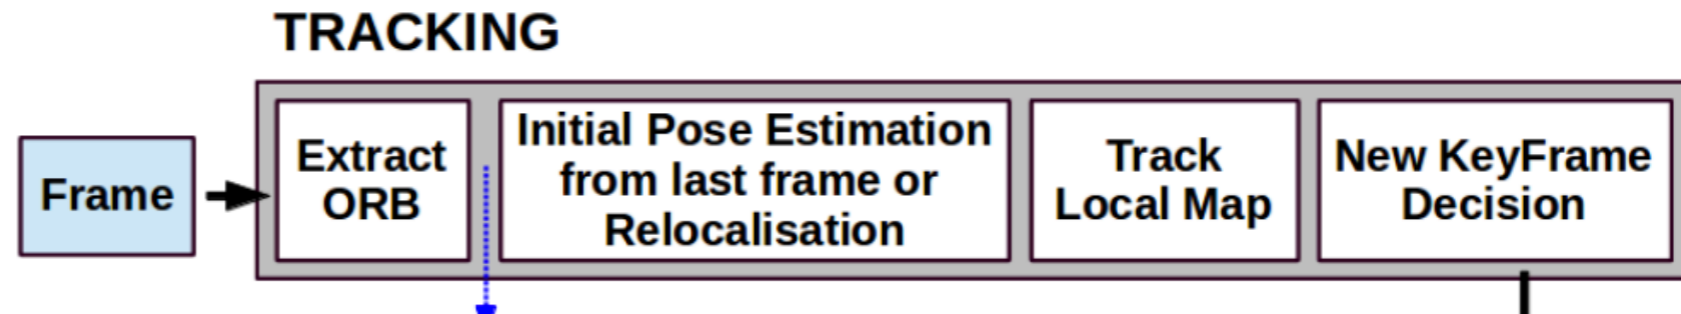 TRACKING
Frame
Extract
ORB
Initial Pose Estimation
from last frame or
Relocalisation
Track
Local Map
New KeyFrame
Decision